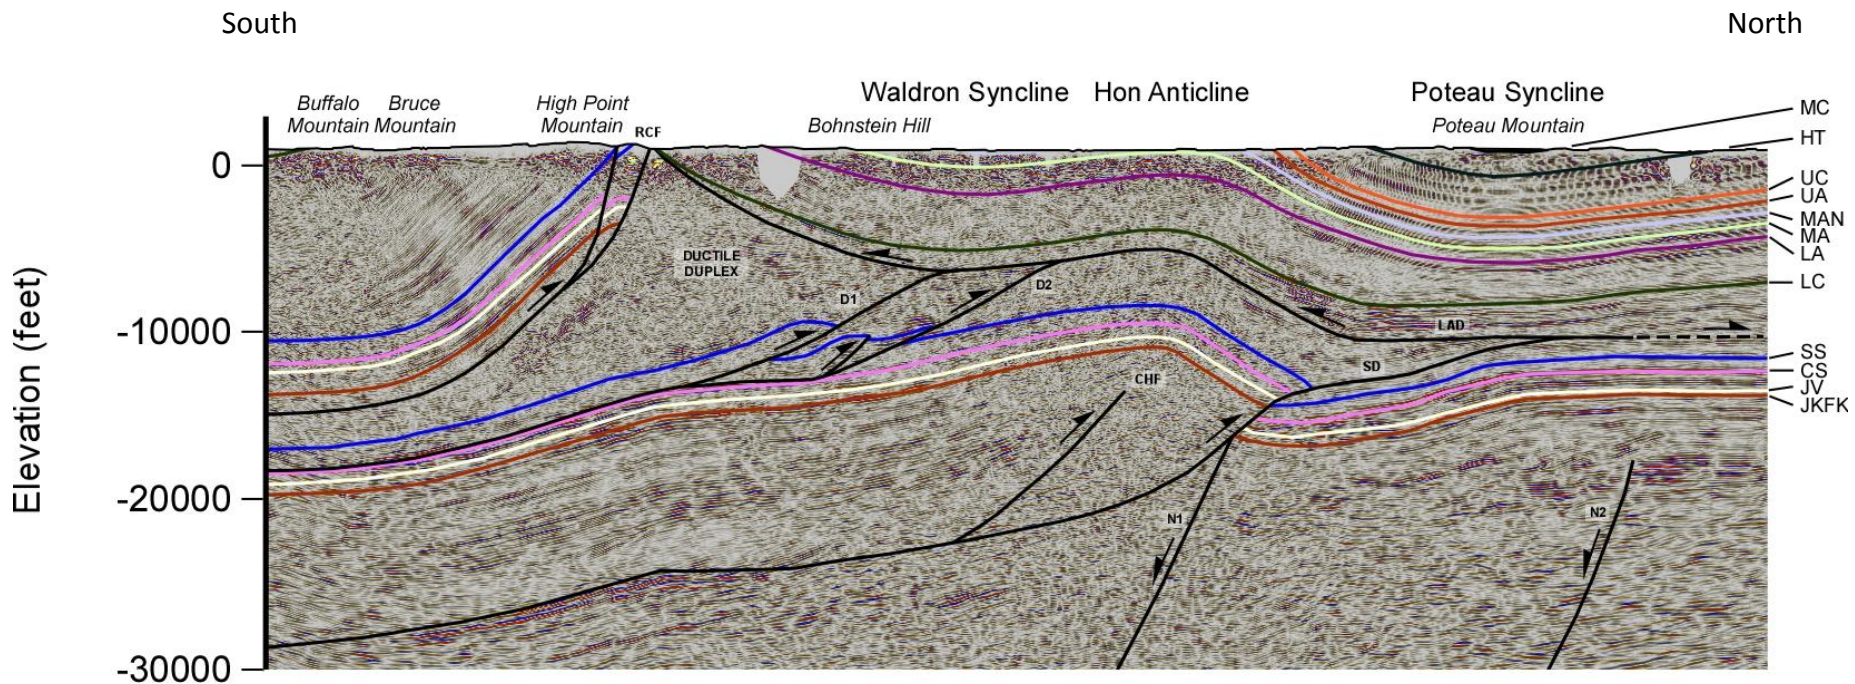 South
North
Waldron Syncline Hon Anticline Poteau Syncline
Buffalo Mountain
Bruce Mountain
High Point Mountain
RCF
Bohnstein Hill
Poteau Mountain
MC
HT
UC
UA
MAN
MA
LA
LC
SS
CS
JV
JKFK
0
-10000
-20000
-30000
Elevation (feet)
DUCTILE
DUPLEX
D1
D2
LAD
SD
CHF
N1
N2